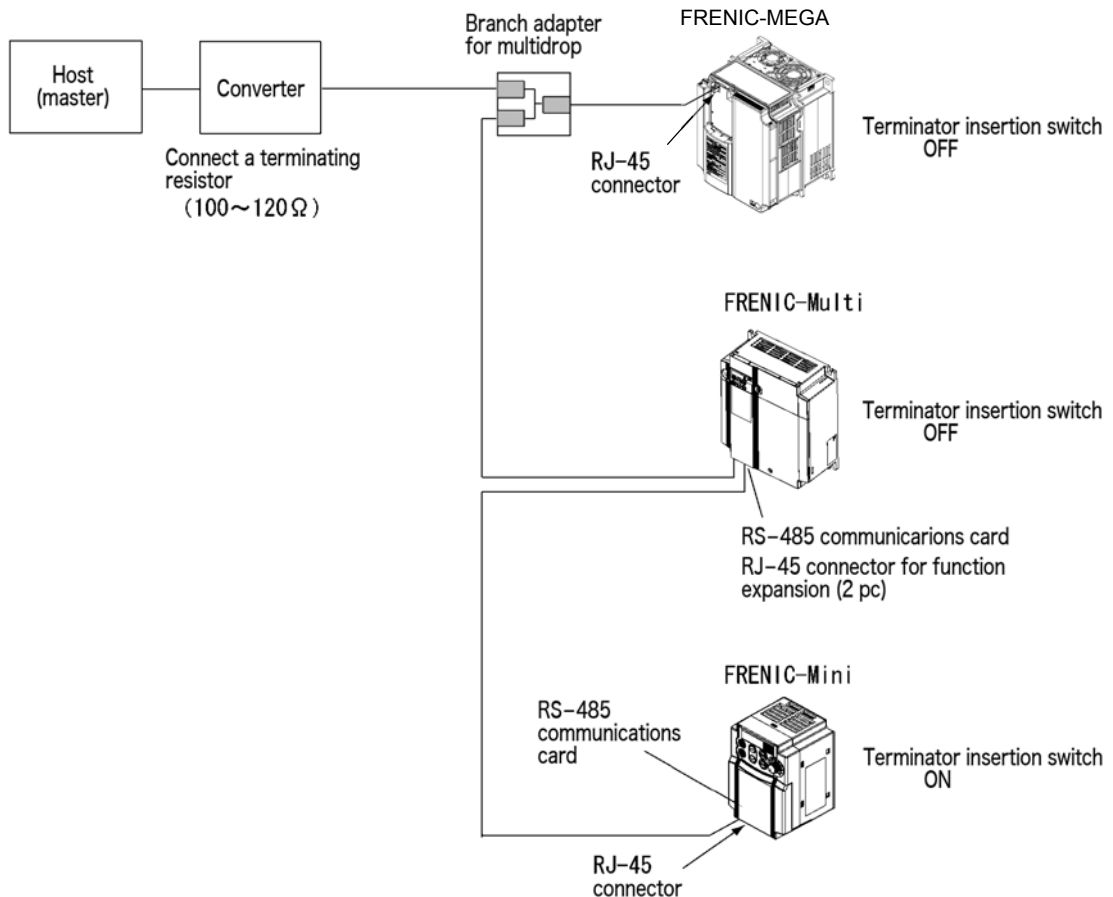 Branch adapter
for multidrop
FRENIC-MEGA
Host
(master)
Converter
Connect a terminating
resistor
(100～120Ω)
RJ-45
connector
Terminator insertion switch
OFF
FRENIC-Multi
Terminator insertion switch
OFF
RS-485 communicarions card
RJ-45 connector for function
expansion (2 pc)
FRENIC-Mini
RS-485
communications
card
Terminator insertion switch
ON
RJ-45
connector